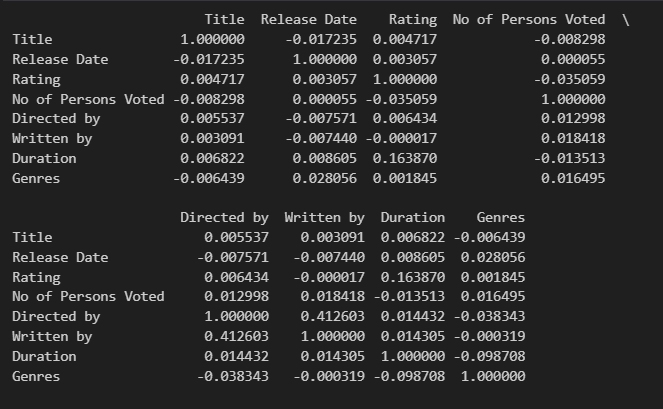 Title Release Date Rating No of Persons Voted \
Title 1.000000 -0.017235 0.004717 -0.008298
Release Date -0.017235 1.000000 0.003057 0.000055
Rating 0.004717 0.003057 1.000000 -0.035059
No of Persons Voted -0.008298 0.000055 -0.035059 1.000000
Directed by 0.005537 -0.007571 0.006434 0.012998
Written by 0.003091 -0.007440 -0.000017 0.018418
Duration 0.006822 0.008605 0.163870 -0.013513
Genres -0.006439 0.028056 0.001845 0.016495
Directed by Written by Duration Genres
Title 0.005537 0.003091 0.006822 -0.006439
Release Date -0.007571 -0.007440 0.008605 0.028056
Rating 0.006434 -0.000017 0.163870 0.001845
No of Persons Voted 0.012998 0.018418 -0.013513 0.016495
Directed by 1.000000 0.412603 0.014432 -0.038343
Written by 0.412603 1.000000 0.014305 -0.000319
Duration 0.014432 0.014305 1.000000 -0.098708
Genres -0.038343 -0.000319 -0.098708 1.000000